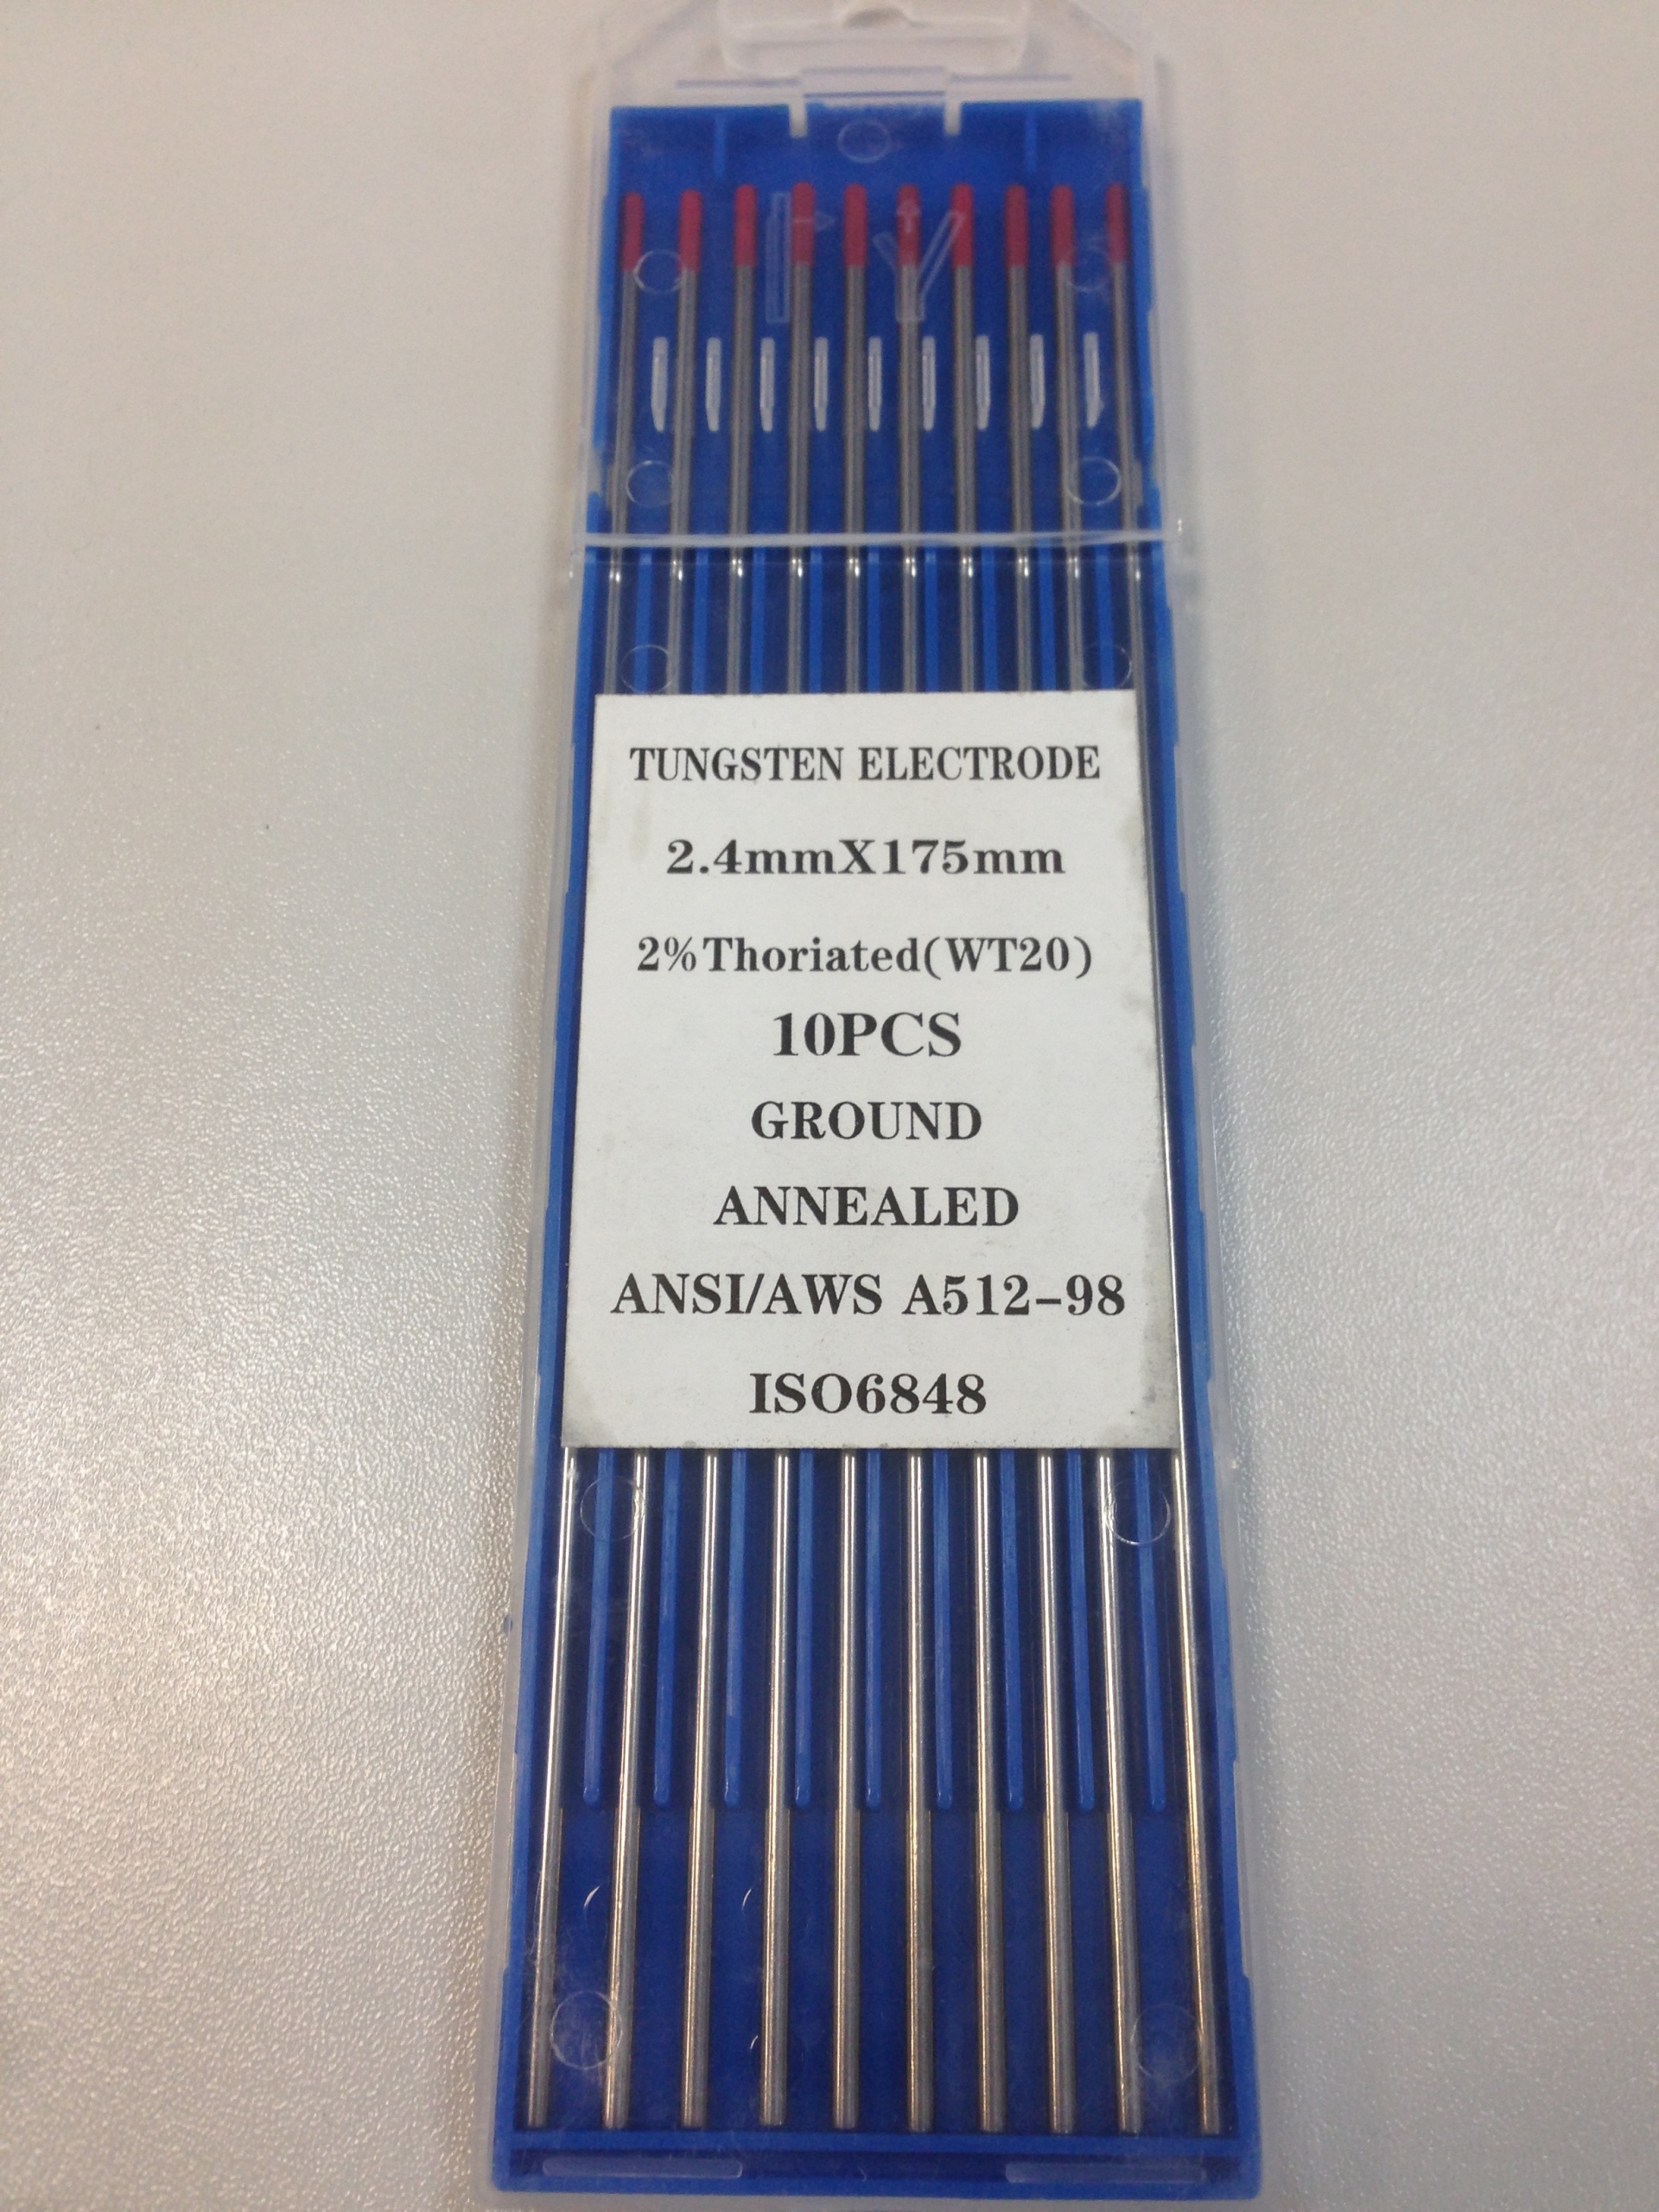 TUNGSTEN ELECTRODE
2.4mmX175mm
2%Thoriated(WT20)
10PCS
GROUND
ANNEALED
ANSI/AWS A512-98
ISO6848